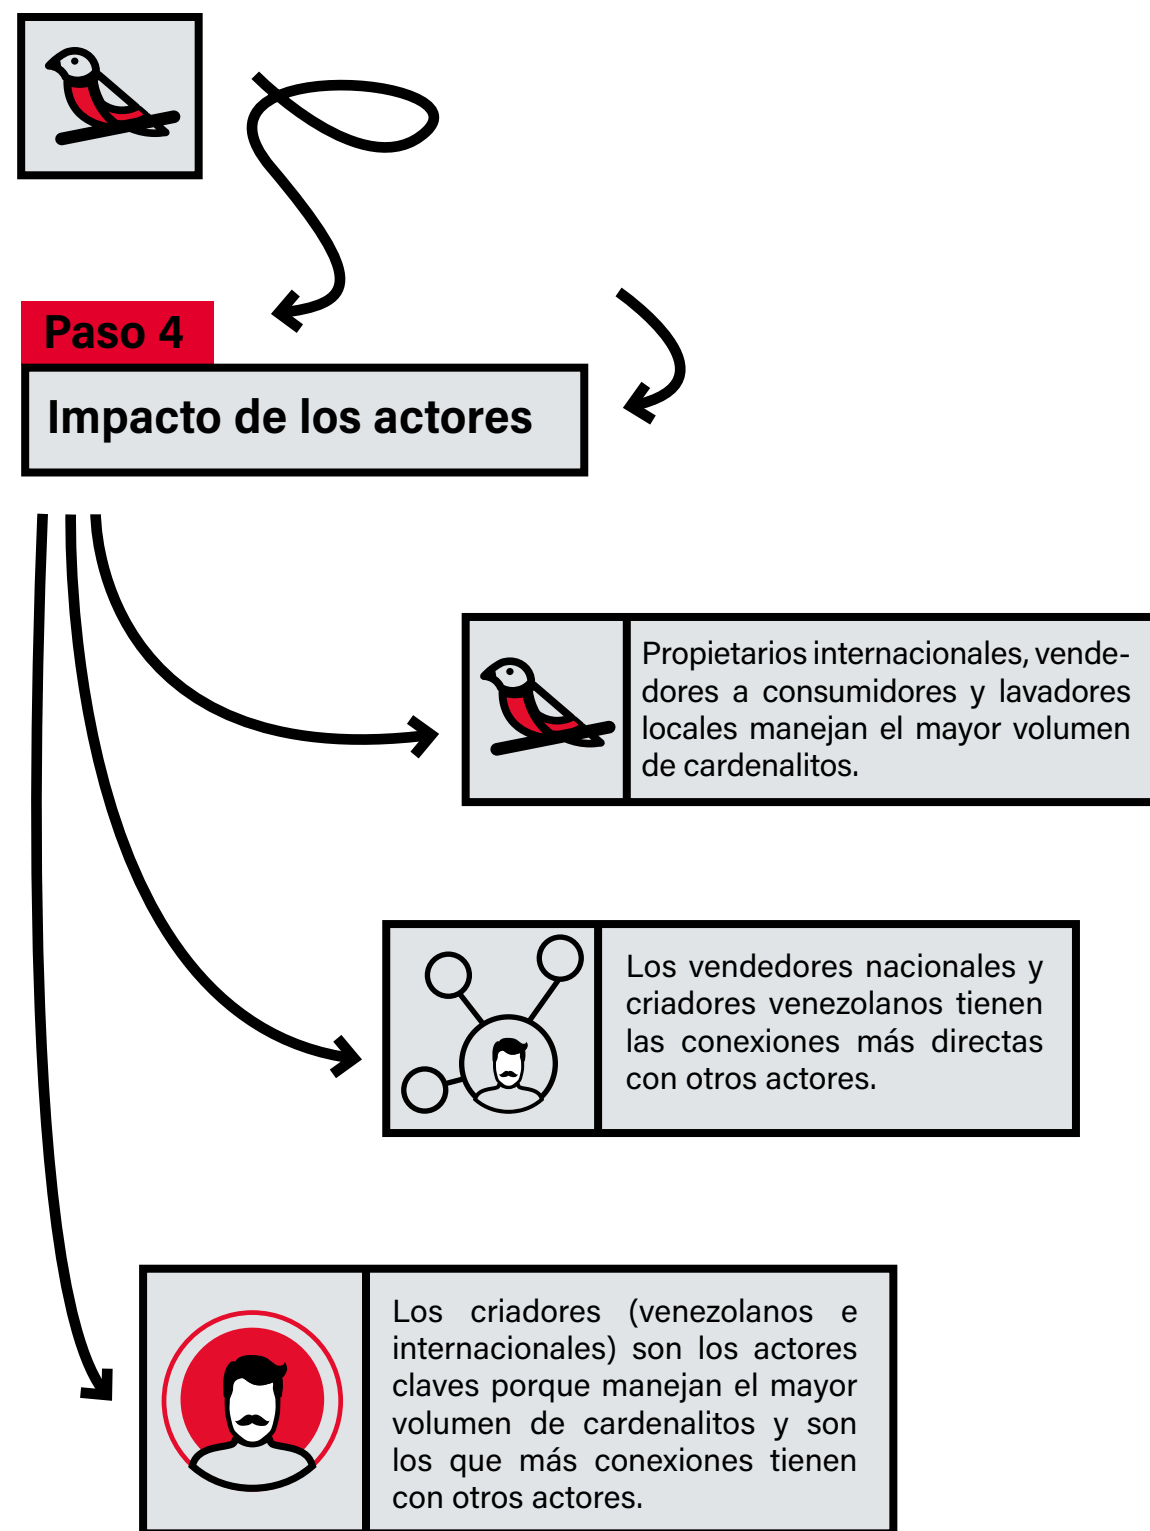 Paso 4
Impacto de los actores
Propietarios internacionales, vende-
dores a consumidores y lavadores
locales manejan el mayor volumen
de cardenalitos.
Los vendedores nacionales y
criadores venezolanos tienen
las conexiones más directas
con otros actores.
Los criadores (venezolanos e
internacionales) son los actores
claves porque manejan el mayor
volumen de cardenalitos y son
los que más conexiones tienen
con otros actores.